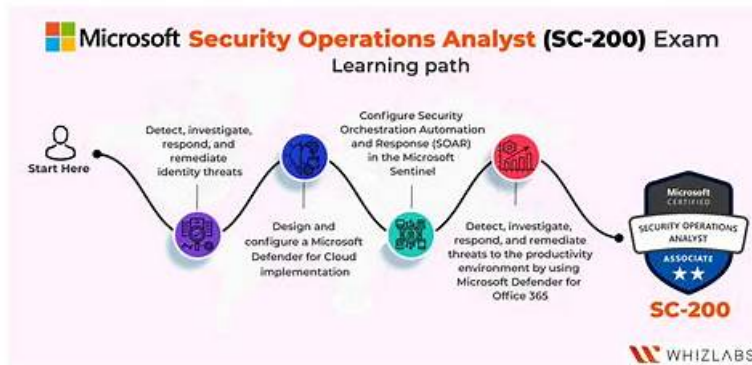 Microsoft Security Operations Analyst (SC-200) Exam
Learning path
Start Here
Detect, investigate,
respond, and
remediate
identity threats
Design and
configure a Microsoft
Defender for Cloud
implementation
Configure Security
Orchestration Automation
and Response (SOAR)
in the Microsoft
Sentinel
Detect, investigate,
respond, and remediate
threats to the productivity
environment by using
Microsoft Defender for
Office 365
Microsoft
CERTIFIED
SECURITY OPERATIONS
ANALYST
ASSOCIATE
SC-200
WHIZLABS